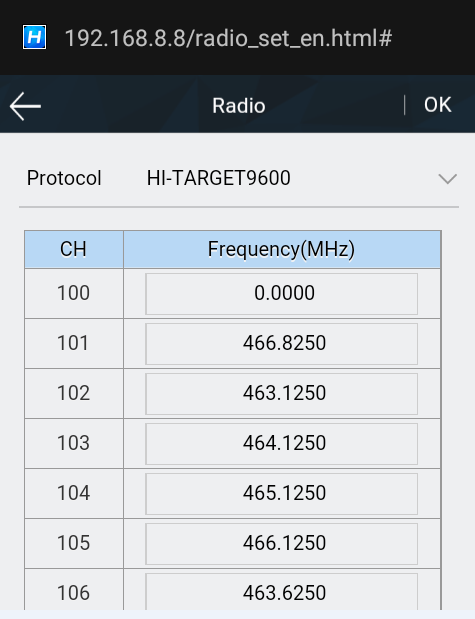 H 192.168.8.8/radio_set_en.html#
Radio | OK
Protocol HI-TARGET9600
CH Frequency(MHz)
100 0.0000
101 466.8250
102 463.1250
103 464.1250
104 465.1250
105 466.1250
106 463.6250